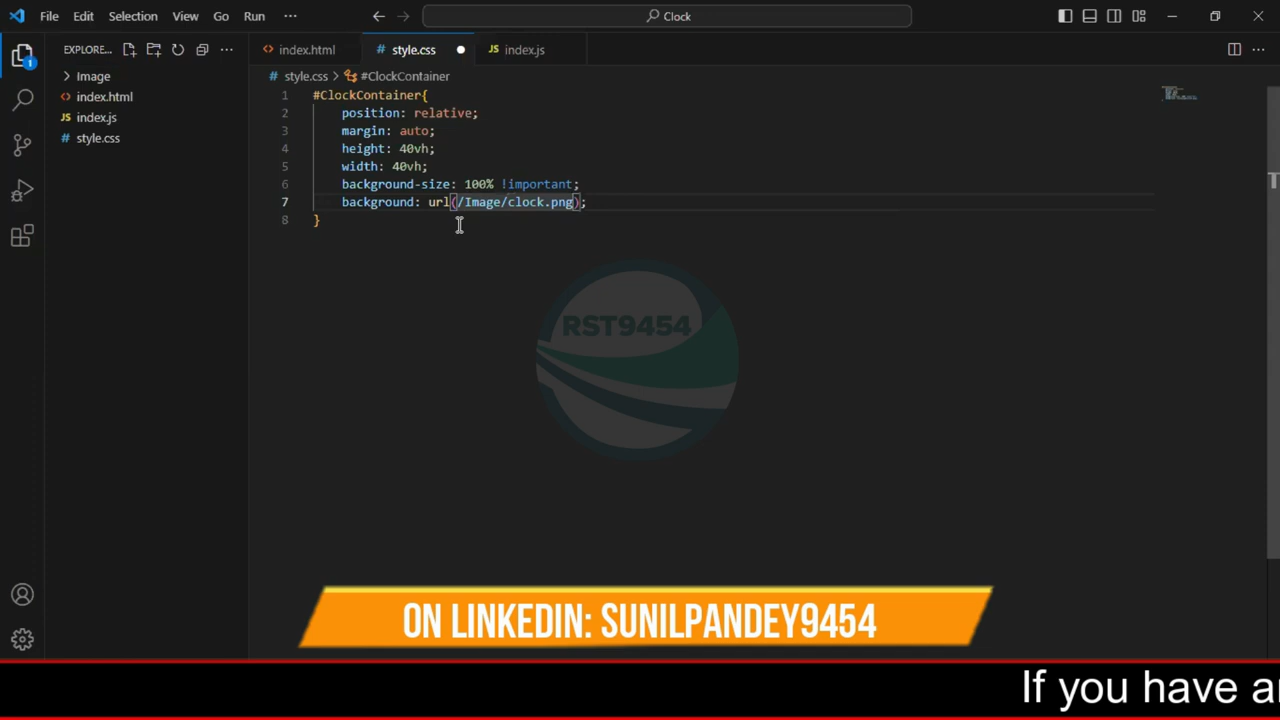 File Edit Selection View Go Run ··· Clock
EXPLORE... index.html style.css JS index.js
Image
index.html
index.js
style.css
# style.css > #ClockContainer
1 #ClockContainer{
2 position: relative;
3 margin: auto;
4 height: 40vh;
5 width: 40vh;
6 background-size: 100% !important;
7 background: url(/Image/clock.png);
8 }
RST9454
ON LINKEDIN: SUNILPANDEY9454
If you have